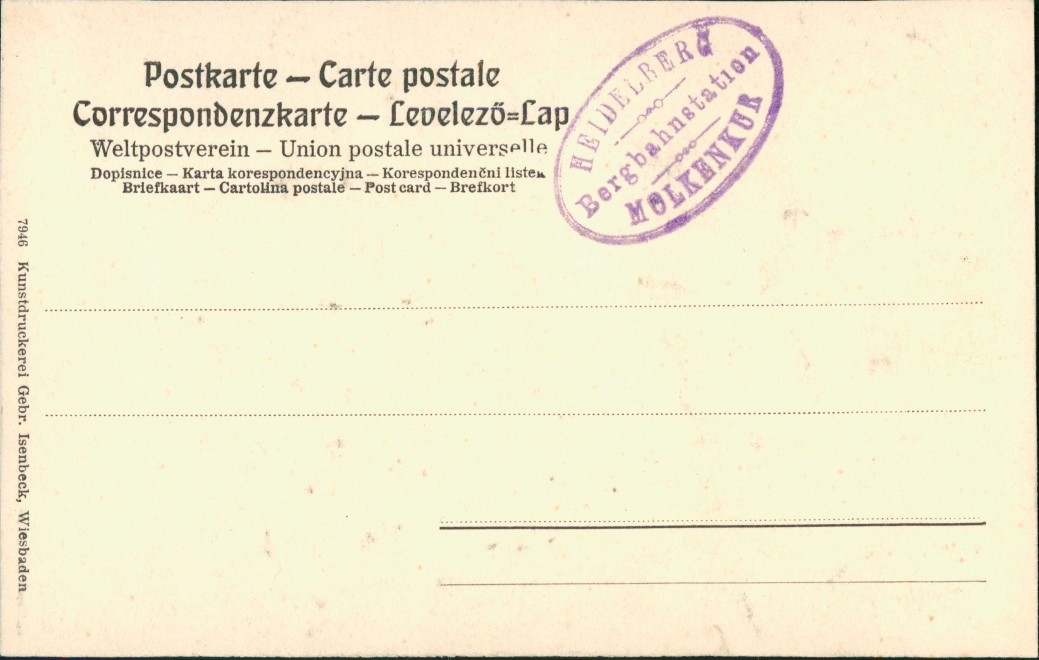 Postkarte – Carte postale
Correspondenzkarte – Levelező=Lap
Weltpostverein – Union postale universelle
Dopisnice – Karta korespondencyjna – Korespondenčni listek
Briefkaart – Cartolina postale – Post card – Brefkort
HEIDELBERG
Bergbahnstation
MOLKENKUR
7946 Kunstdruckerei Gebr. Isenbeck, Wiesbaden